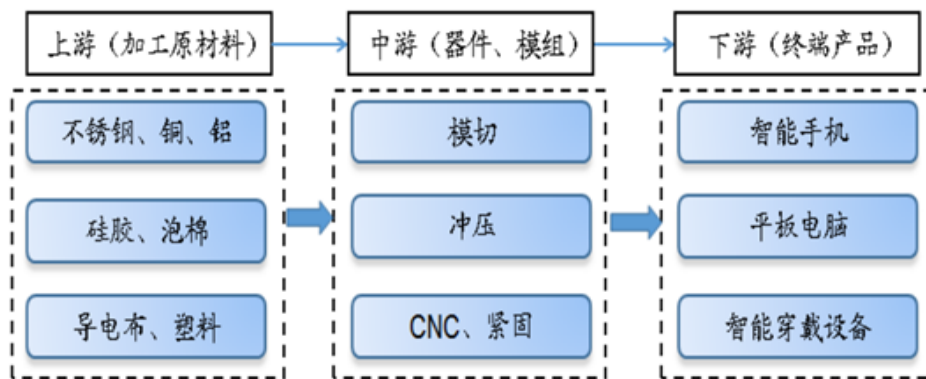 上游（加工原材料）
中游（器件、模组）
下游（终端产品）
不锈钢、铜、铝
模切
智能手机
硅胶、泡棉
冲压
平板电脑
导电布、塑料
CNC、紧固
智能穿戴设备